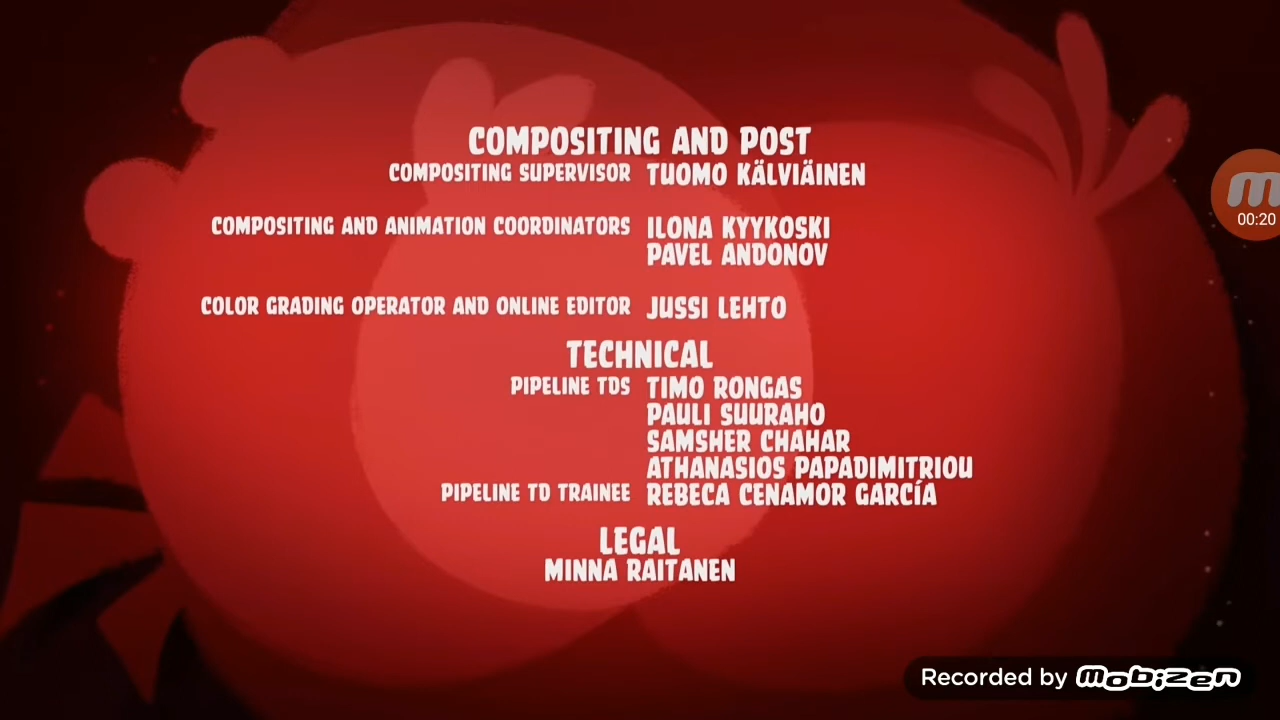 COMPOSITING AND POST
COMPOSITING SUPERVISOR TUOMO KÄLVIÄINEN
COMPOSITING AND ANIMATION COORDINATORS ILONA KYYKOSKI
PAVEL ANDONOV
COLOR GRADING OPERATOR AND ONLINE EDITOR JUSSI LEHTO
TECHNICAL
PIPELINE TDS TIMO RONGAS
PAULI SUURAHO
SAMSHER CHAHAR
ATHANASIOS PAPADIMITRIOU
PIPELINE TD TRAINEE REBECA CENAMOR GARCÍA
LEGAL
MINNA RAITANEN
00:20
Recorded by mobizen